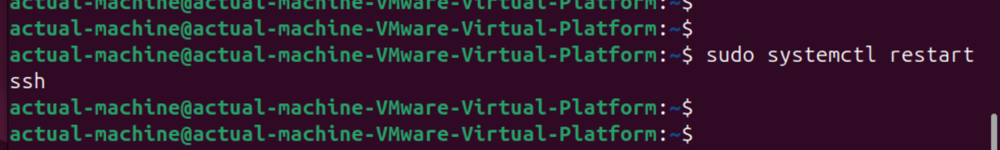 actual-machine@actual-machine-VMware-Virtual-Platform:~$
actual-machine@actual-machine-VMware-Virtual-Platform:~$
actual-machine@actual-machine-VMware-Virtual-Platform:~$ sudo systemctl restart
ssh
actual-machine@actual-machine-VMware-Virtual-Platform:~$
actual-machine@actual-machine-VMware-Virtual-Platform:~$